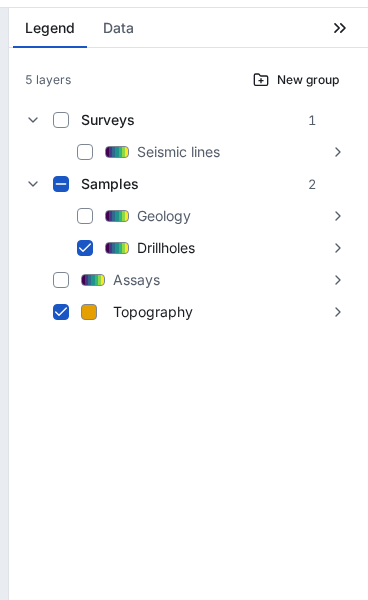 Legend Data
5 layers New group
Surveys 1
Seismic lines
Samples 2
Geology
Drillholes
Assays
Topography